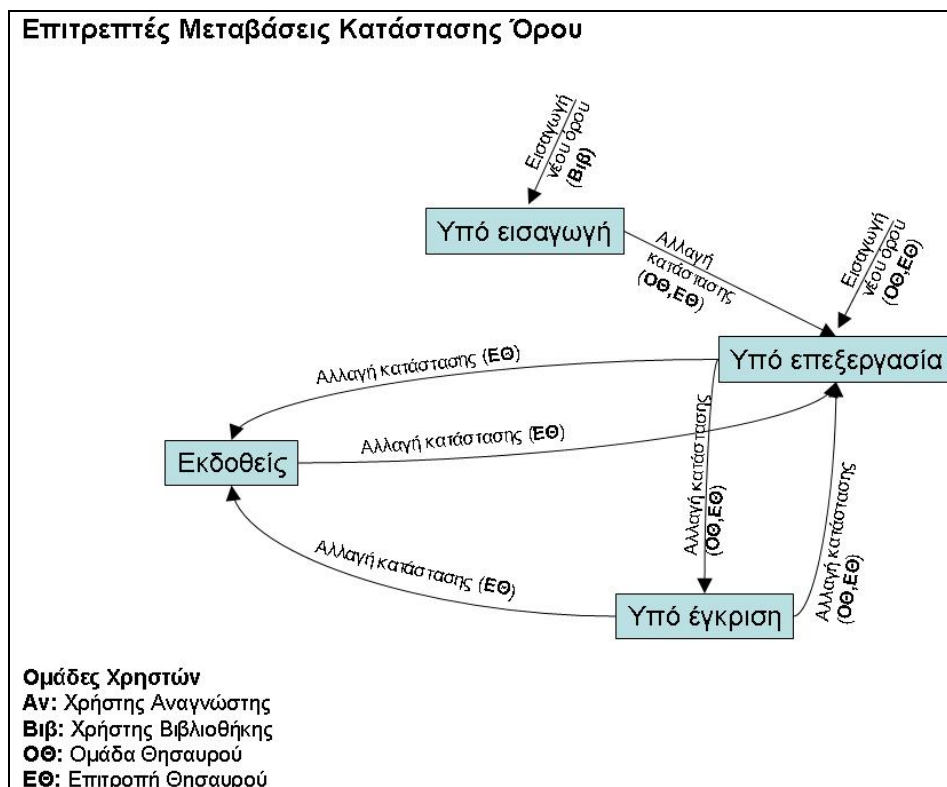 Επιτρεπτές Μεταβάσεις Κατάστασης Όρου
Εισαγωγή
νέου όρου
(Βιβ)
Υπό εισαγωγή
Αλλαγή
κατάστασης
(ΟΘ,ΕΘ)
Εισαγωγή
νέου όρου
(ΟΘ,ΕΘ)
Υπό επεξεργασία
Αλλαγή κατάστασης (ΕΘ)
Αλλαγή κατάστασης (ΕΘ)
Εκδοθείς
Αλλαγή κατάστασης
(ΟΘ,ΕΘ)
Αλλαγή κατάστασης
(ΟΘ,ΕΘ)
Αλλαγή κατάστασης (ΕΘ)
Υπό έγκριση
Ομάδες Χρηστών
Αν: Χρήστης Αναγνώστης
Βιβ: Χρήστης Βιβλιοθήκης
ΟΘ: Ομάδα Θησαυρού
ΕΘ: Επιτροπή Θησαυρού